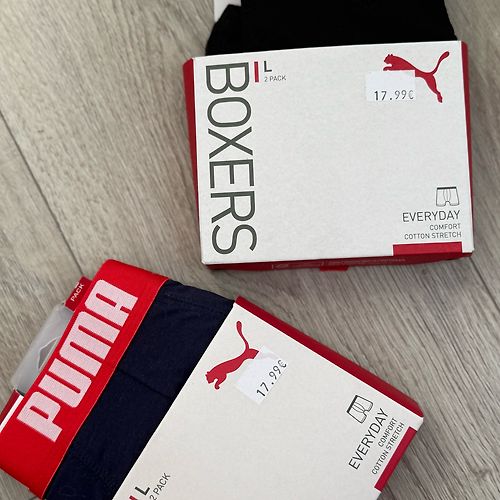 BOXERS
L
2 PACK
17.99€
EVERYDAY
COMFORT
COTTON STRETCH
PACK
PUMA
17.99€
L
2 PACK
EVERYDAY
COMFORT
COTTON STRETCH